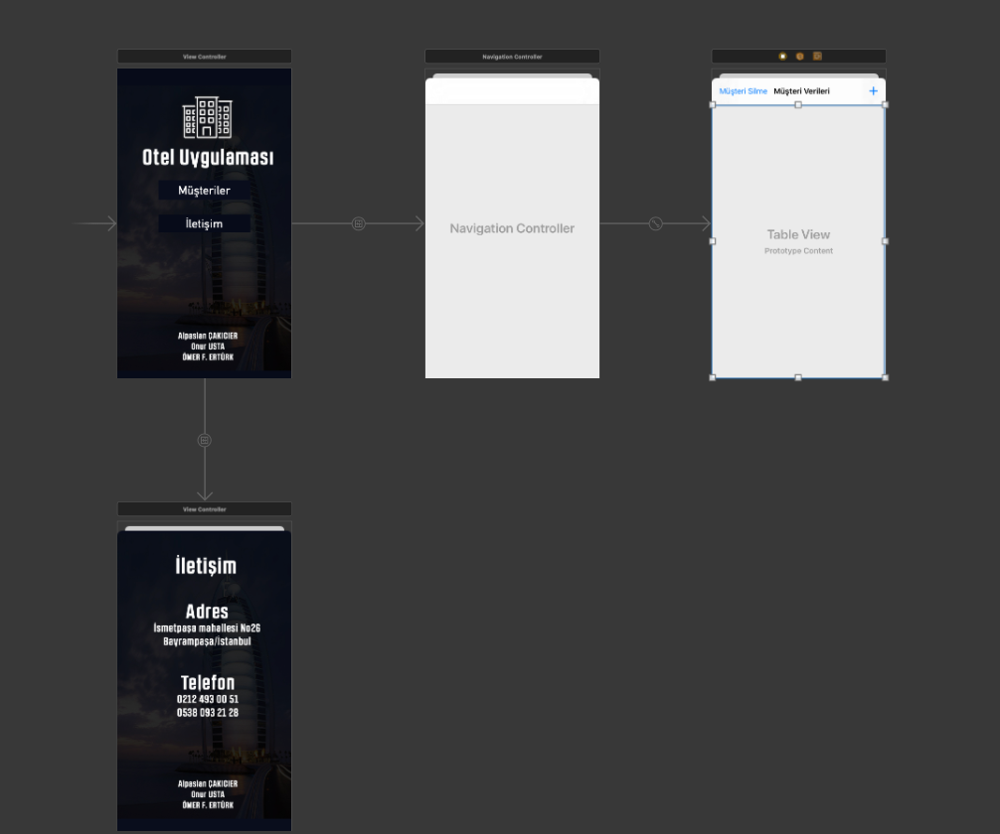 View Controller
Otel Uygulaması
Müşteriler
İletişim
Alpaslan ÇAKICIER
Onur USTA
ÖMER F. ERTÜRK
Navigation Controller
Navigation Controller
Müşteri Silme Müşteri Verileri +
Table View
Prototype Content
View Controller
İletişim
Adres
İsmetpaşa mahallesi No26
Bayrampaşa/İstanbul
Telefon
0212 493 00 51
0538 093 21 28
Alpaslan ÇAKICIER
Onur USTA
ÖMER F. ERTÜRK